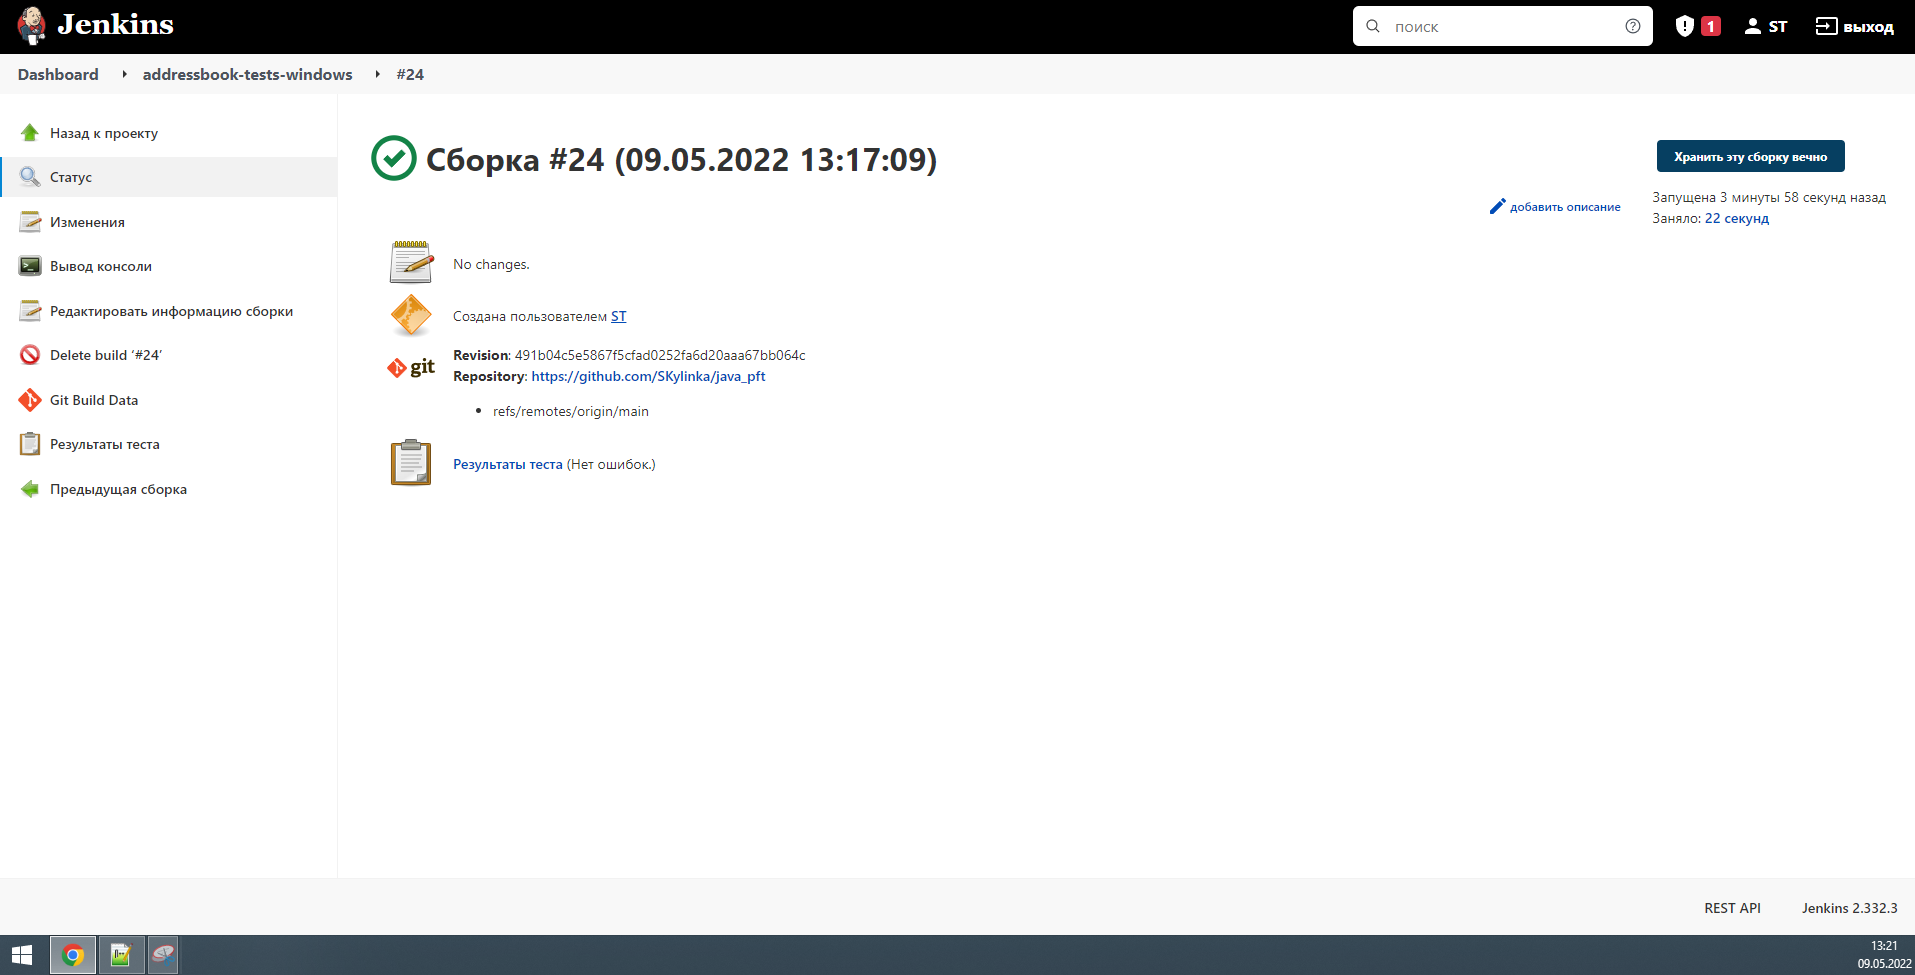 Jenkins
поиск
1
ST
выход
Dashboard
addressbook-tests-windows
#24
Назад к проекту
Статус
Изменения
Вывод консоли
Редактировать информацию сборки
Delete build ‘#24’
Git Build Data
Результаты теста
Предыдущая сборка
Сборка #24 (09.05.2022 13:17:09)
Хранить эту сборку вечно
добавить описание
Запущена 3 минуты 58 секунд назад
Заняло: 22 секунд
No changes.
Создана пользователем ST
git
Revision: 491b04c5e5867f5cfad0252fa6d20aaa67bb064c
Repository: https://github.com/SKylinka/java_pft
refs/remotes/origin/main
Результаты теста (Нет ошибок.)
REST API
Jenkins 2.332.3
13:21
09.05.2022